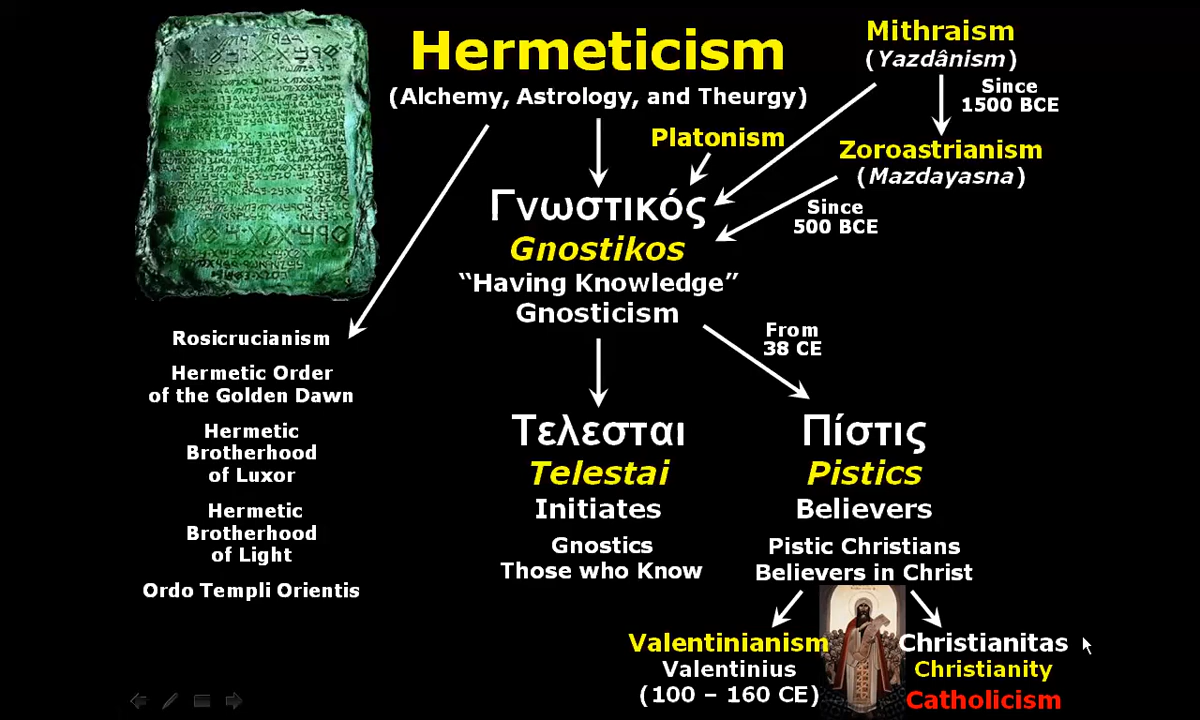 Hermeticism
(Alchemy, Astrology, and Theurgy)
Mithraism
(Yazdânism)
Since
1500 BCE
Platonism
Zoroastrianism
(Mazdayasna)
Since
500 BCE
Γνωστικός
Gnostikos
“Having Knowledge”
Gnosticism
From
38 CE
Rosicrucianism
Hermetic Order
of the Golden Dawn
Hermetic
Brotherhood
of Luxor
Hermetic
Brotherhood
of Light
Ordo Templi Orientis
Τελεσται
Telestai
Initiates
Gnostics
Those who Know
Πίστις
Pistics
Believers
Pistic Christians
Believers in Christ
Valentinianism
Valentinius
(100 – 160 CE)
Christianitas
Christianity
Catholicism